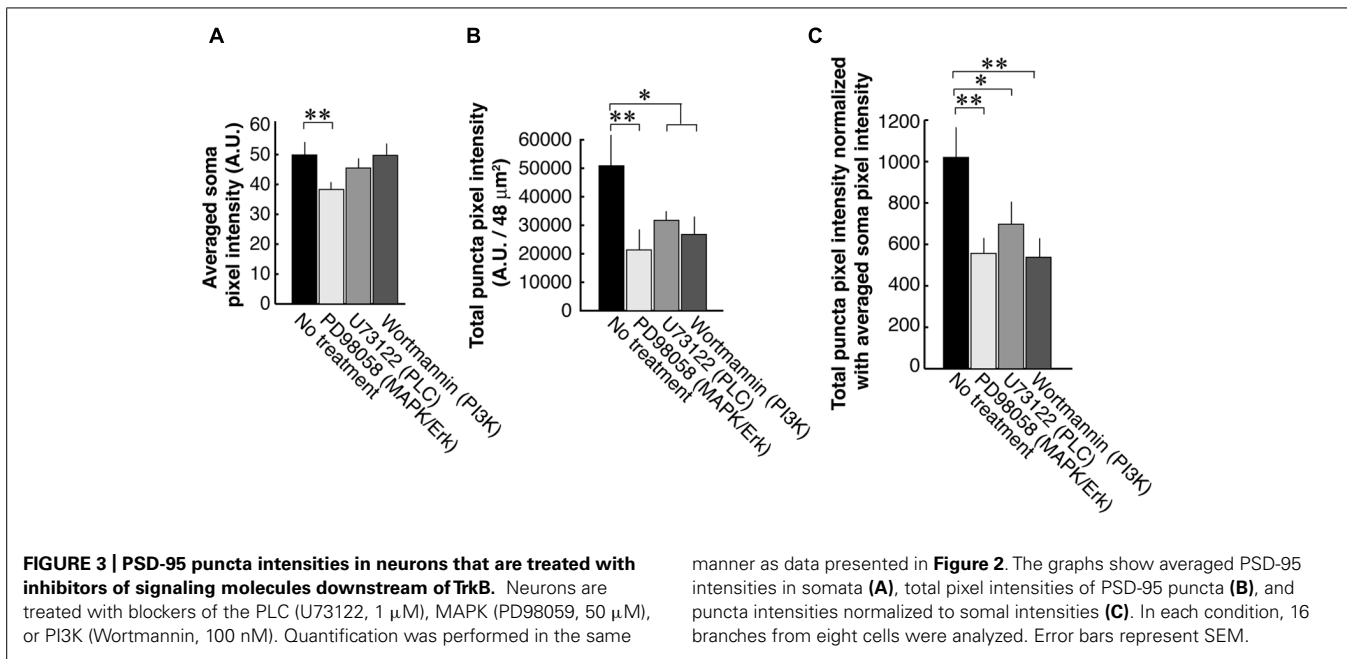 A
B
C
**
Averaged soma
pixel intensity (A.U.)
60
50
40
30
20
10
0
No treatment
PD98058 (MAPK/Erk)
U73122 (PLC)
Wortmannin (PI3K)
*
**
Total puncta pixel intensity
(A.U. / 48 μm²)
60000
50000
40000
30000
20000
10000
0
No treatment
PD98058 (MAPK/Erk)
U73122 (PLC)
Wortmannin (PI3K)
**
*
**
Total puncta pixel intensity normalized
with averaged soma pixel intensity
1200
1000
800
600
400
200
0
No treatment
PD98058 (MAPK/Erk)
U73122 (PLC)
Wortmannin (PI3K)
FIGURE 3 | PSD-95 puncta intensities in neurons that are treated with
inhibitors of signaling molecules downstream of TrkB. Neurons are
treated with blockers of the PLC (U73122, 1 μM), MAPK (PD98059, 50 μM),
or PI3K (Wortmannin, 100 nM). Quantification was performed in the same
manner as data presented in Figure 2. The graphs show averaged PSD-95
intensities in somata (A), total pixel intensities of PSD-95 puncta (B), and
puncta intensities normalized to somal intensities (C). In each condition, 16
branches from eight cells were analyzed. Error bars represent SEM.